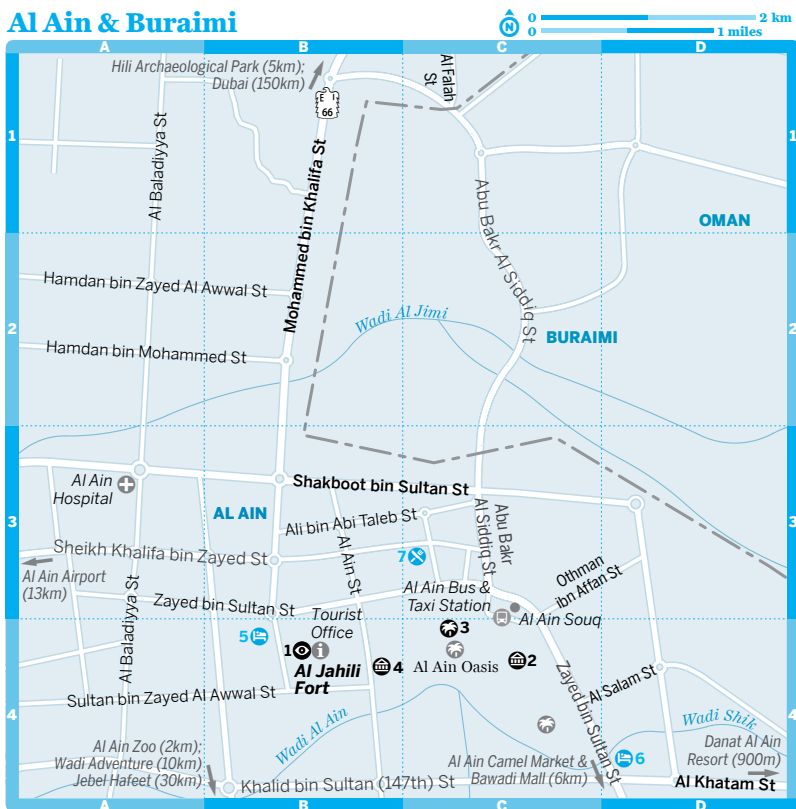 Al Ain & Buraimi
N
0 2 km
0 1 miles
A B C D
Hili Archaeological Park (5km);
Dubai (150km)
E 1
66
Al Falah
St
1 1
Al Baladiyya St
Mohammed bin Khalifa St
Abu Bakr Al Siddiq St
OMAN
Hamdan bin Zayed Al Awwal St
Wadi Al Jimi
2 2
BURAIMI
Hamdan bin Mohammed St
Al Ain
Hospital
Shakboot bin Sultan St
AL AIN
3 3
Ali bin Abi Taleb St
Abu Bakr
Al Siddiq St
Sheikh Khalifa bin Zayed St
Al Ain St
7
Othman
ibn Affan St
Al Ain Airport
(13km)
Al Baladiyya St
Zayed bin Sultan St
Al Ain Bus &
Taxi Station
Al Ain Souq
Tourist
Office
5
1
3
Al Jahili
Fort
4
Al Ain Oasis
2
Zayed bin Sultan St
Al Salam St
Sultan bin Zayed Al Awwal St
4 4
Wadi Al Ain
Wadi Shik
Al Ain Zoo (2km);
Wadi Adventure (10km)
Jebel Hafeet (30km)
Al Ain Camel Market &
Bawadi Mall (6km)
6
Danat Al Ain
Resort (900m)
Khalid bin Sultan (147th) St
Al Khatam St
A B C D